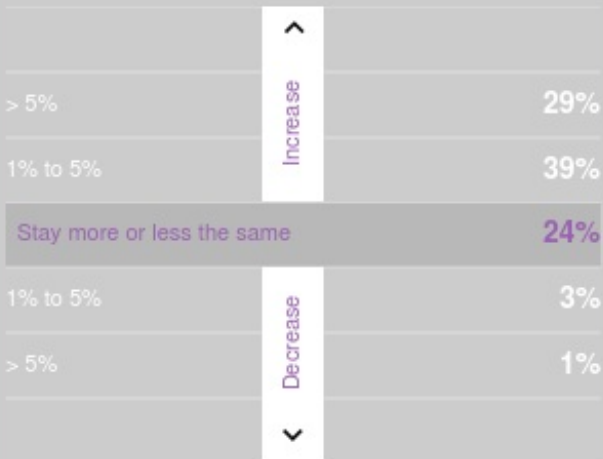 > 5% 29%
Increase
1% to 5% 39%
Stay more or less the same 24%
1% to 5% 3%
Decrease
> 5% 1%